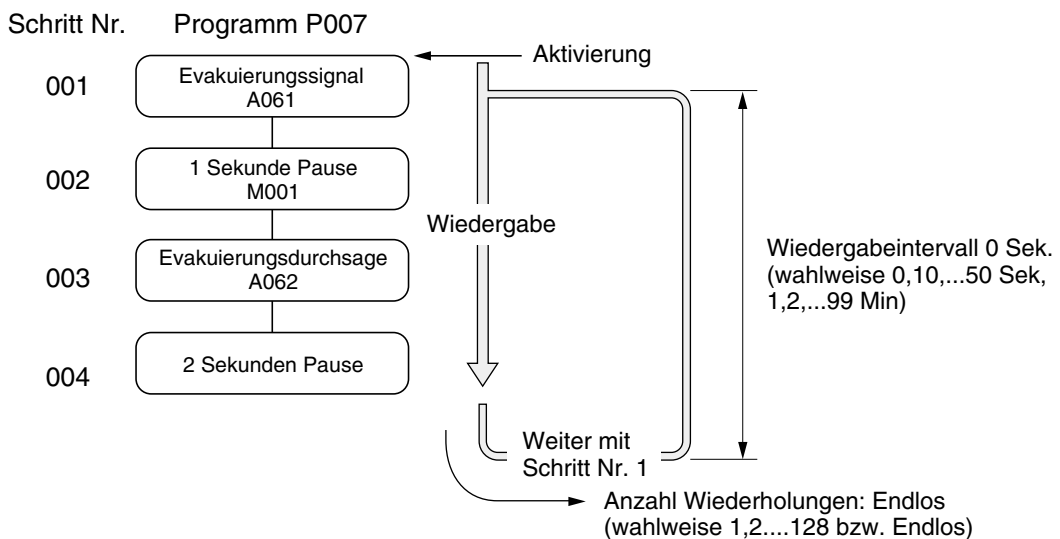 Schritt Nr. Programm P007
Aktivierung
001
Evakuierungssignal
A061
002
1 Sekunde Pause
M001
Wiedergabe
003
Evakuierungsdurchsage
A062
Wiedergabeintervall 0 Sek.
(wahlweise 0,10,...50 Sek,
1,2,...99 Min)
004
2 Sekunden Pause
Weiter mit
Schritt Nr. 1
Anzahl Wiederholungen: Endlos
(wahlweise 1,2....128 bzw. Endlos)